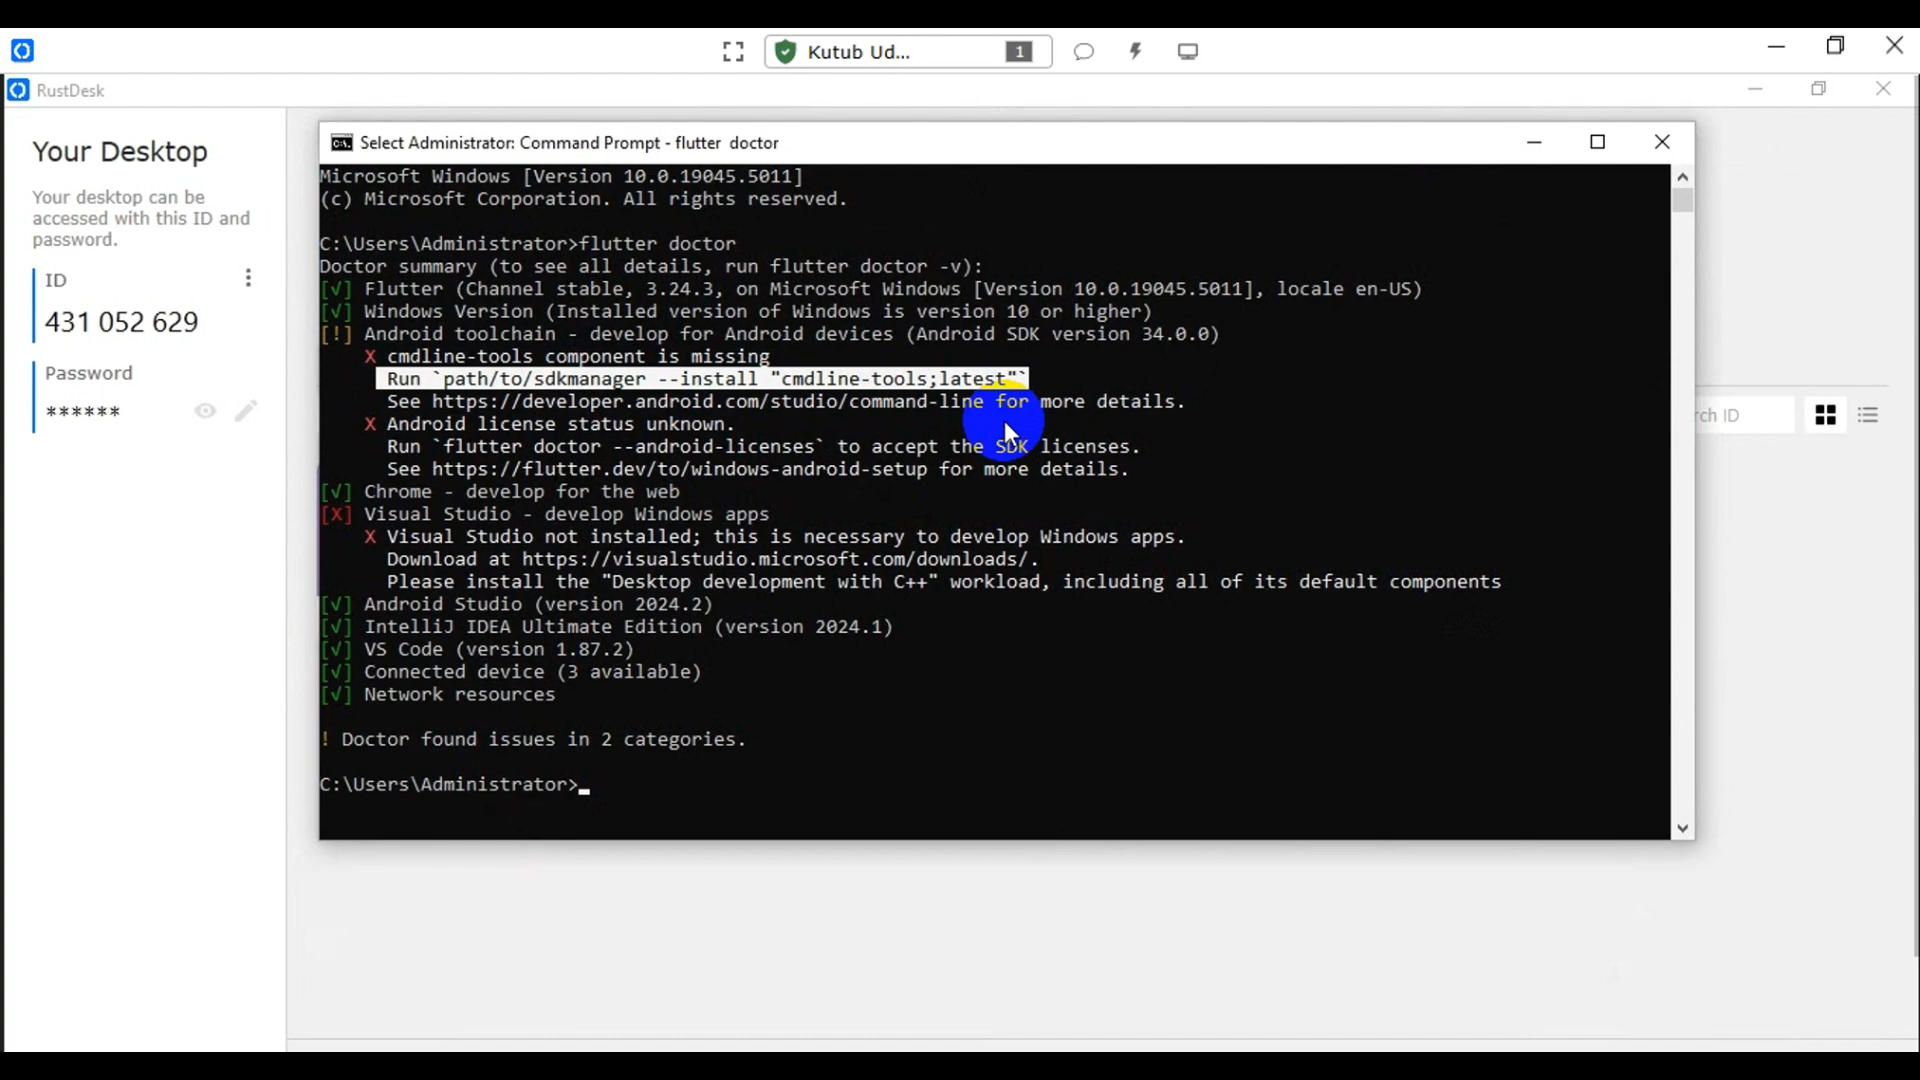 Kutub Ud...
1
RustDesk
Your Desktop
Your desktop can be
accessed with this ID and
password.
ID
431 052 629
Password
******
Select Administrator: Command Prompt - flutter doctor
Microsoft Windows [Version 10.0.19045.5011]
(c) Microsoft Corporation. All rights reserved.
C:\Users\Administrator>flutter doctor
Doctor summary (to see all details, run flutter doctor -v):
[√] Flutter (Channel stable, 3.24.3, on Microsoft Windows [Version 10.0.19045.5011], locale en-US)
[√] Windows Version (Installed version of Windows is version 10 or higher)
[!] Android toolchain - develop for Android devices (Android SDK version 34.0.0)
X cmdline-tools component is missing
Run `path/to/sdkmanager --install "cmdline-tools;latest"`
See https://developer.android.com/studio/command-line for more details.
X Android license status unknown.
Run `flutter doctor --android-licenses` to accept the SDK licenses.
See https://flutter.dev/to/windows-android-setup for more details.
[√] Chrome - develop for the web
[X] Visual Studio - develop Windows apps
X Visual Studio not installed; this is necessary to develop Windows apps.
Download at https://visualstudio.microsoft.com/downloads/.
Please install the "Desktop development with C++" workload, including all of its default components
[√] Android Studio (version 2024.2)
[√] IntelliJ IDEA Ultimate Edition (version 2024.1)
[√] VS Code (version 1.87.2)
[√] Connected device (3 available)
[√] Network resources
! Doctor found issues in 2 categories.
C:\Users\Administrator>
rch ID